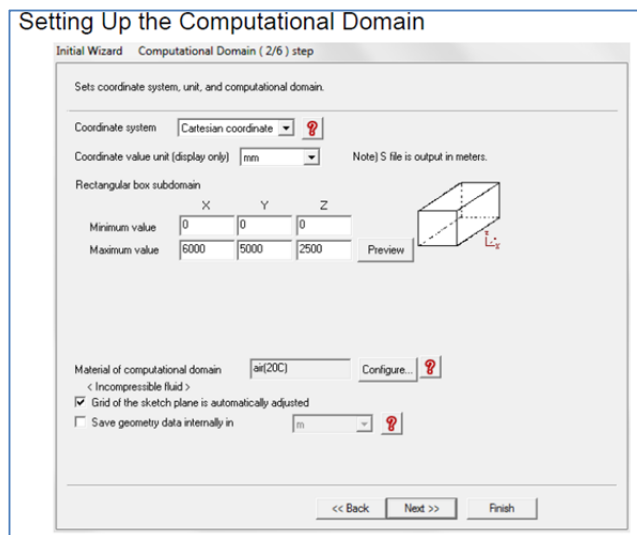 Setting Up the Computational Domain
Initial Wizard Computational Domain ( 2/6 ) step
Sets coordinate system, unit, and computational domain.
Coordinate system Cartesian coordinate ?
Coordinate value unit (display only) mm Note) S file is output in meters.
Rectangular box subdomain
X Y Z
Minimum value 0 0 0
Maximum value 6000 5000 2500 Preview
Material of computational domain air(20C) Configure... ?
< Incompressible fluid >
Grid of the sketch plane is automatically adjusted
Save geometry data internally in m ?
<< Back Next >> Finish